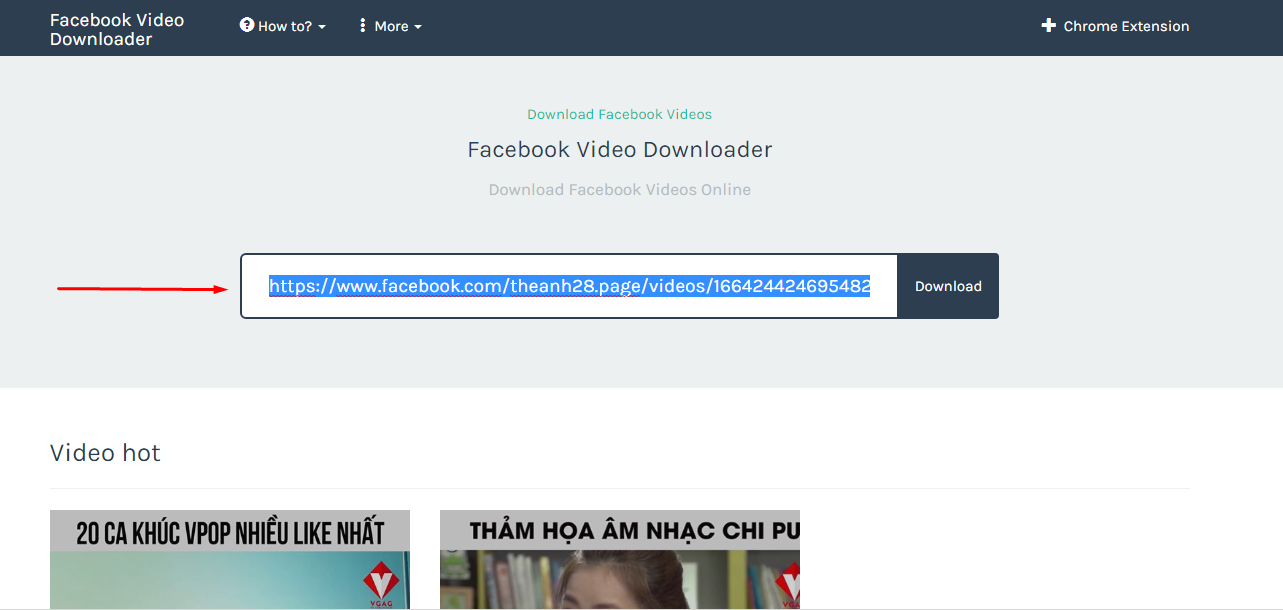 Facebook Video
Downloader
How to?
More
Chrome Extension
Download Facebook Videos
Facebook Video Downloader
Download Facebook Videos Online
https://www.facebook.com/theanh28.page/videos/166424424695482
Download
Video hot
20 CA KHÚC VPOP NHIỀU LIKE NHẤT
VGAG
THẢM HỌA ÂM NHẠC CHI PU